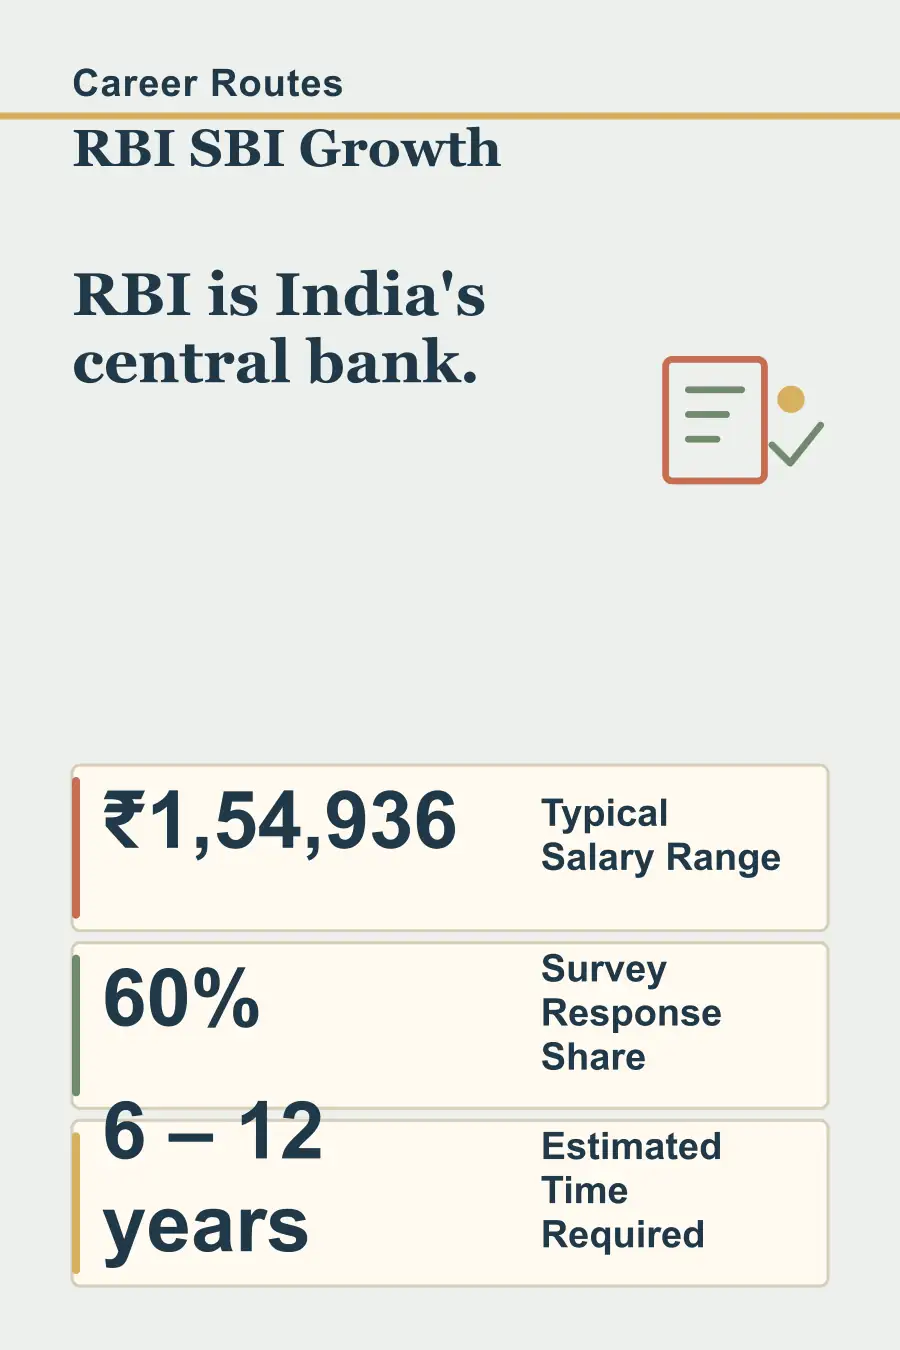 Career Routes
RBI SBI Growth
RBI is India's
central bank.
₹1,54,936
Typical
Salary Range
60%
Survey
Response
Share
6 – 12
years
Estimated
Time
Required